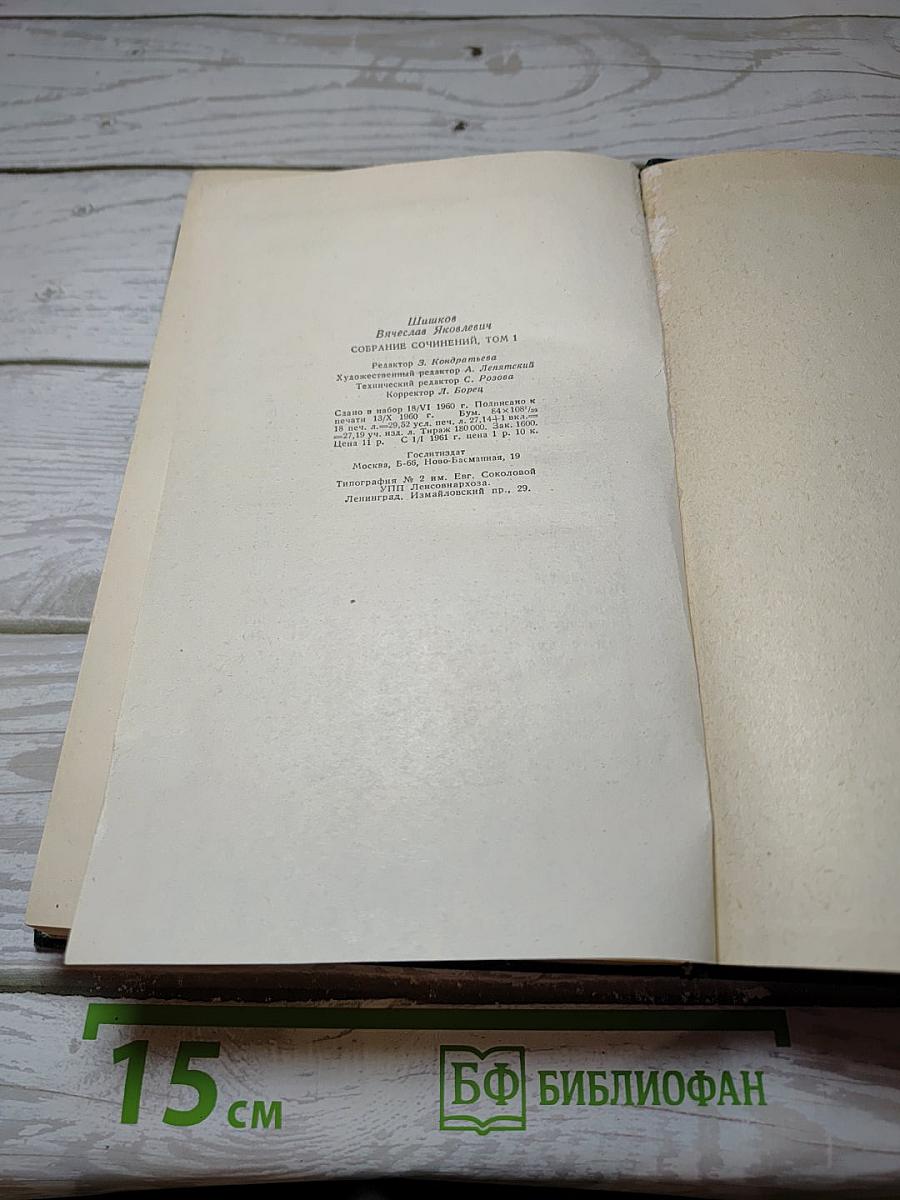 Шишков
Вячеслав Яковлевич
СОБРАНИЕ СОЧИНЕНИЙ, ТОМ 1
Редактор З. Кондратьева
Художественный редактор А. Лепятский
Технический редактор С. Розова
Корректор Л. Борец
Сдано в набор 18/VI 1960 г. Подписано к
печати 13/X 1960 г. Бум. 84×108¹/₃₂
18 печ. л.=29,52 усл. печ. л. 27,14+1 вкл.=
=27,19 уч. изд. л. Тираж 180 000. Зак. 1600.
Цена 11 р. С 1/I 1961 г. цена 1 р. 10 к.
Гослитиздат
Москва, Б-66, Ново-Басманная, 19
Типография № 2 им. Евг. Соколовой
УПП Ленсовнархоза.
Ленинград, Измайловский пр., 29.
15 см
БФ БИБЛИОФАН